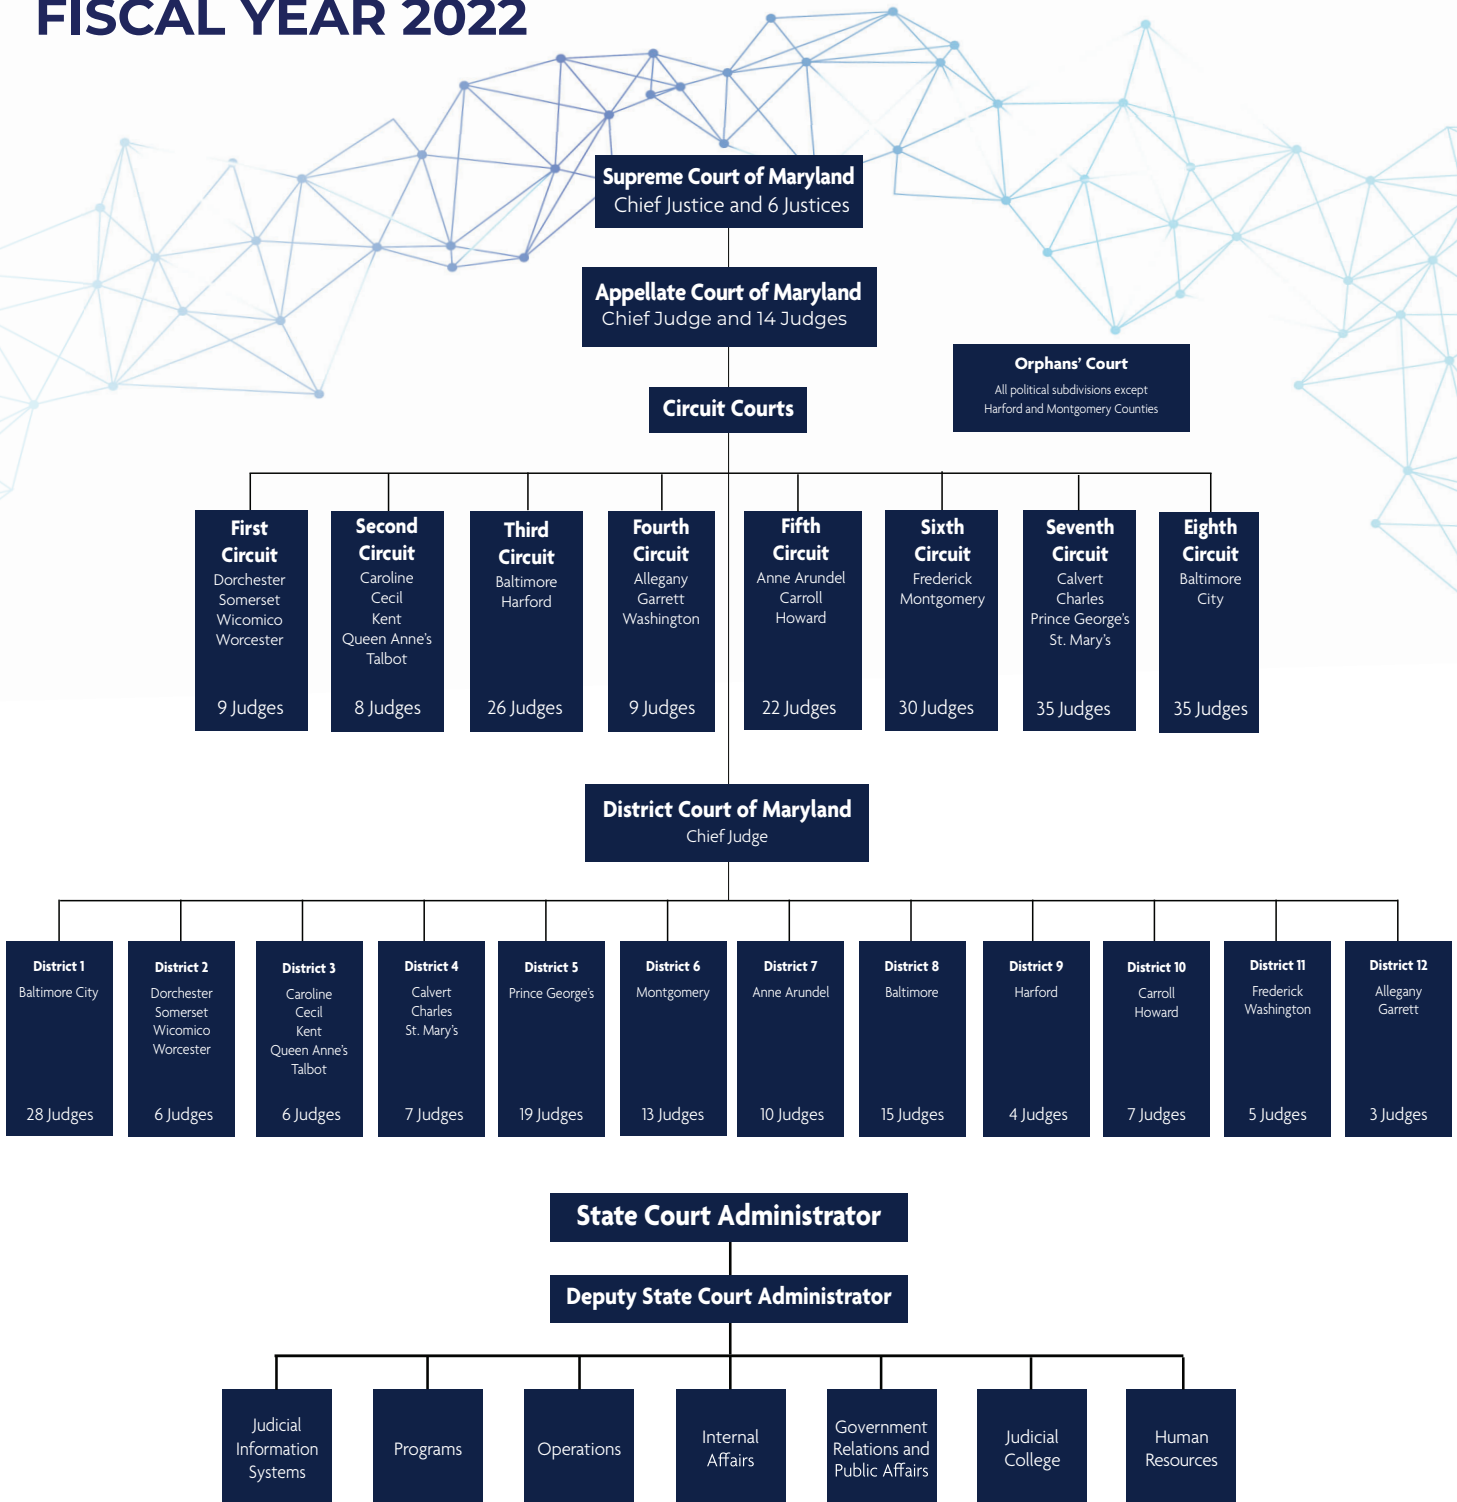 FISCAL YEAR 2022
Supreme Court of Maryland
Chief Justice and 6 Justices
Appellate Court of Maryland
Chief Judge and 14 Judges
Orphans' Court
All political subdivisions except
Harford and Montgomery Counties
Circuit Courts
First
Circuit
Dorchester
Somerset
Wicomico
Worcester
9 Judges
Second
Circuit
Caroline
Cecil
Kent
Queen Anne's
Talbot
8 Judges
Third
Circuit
Baltimore
Harford
26 Judges
Fourth
Circuit
Allegany
Garrett
Washington
9 Judges
Fifth
Circuit
Anne Arundel
Carroll
Howard
22 Judges
Sixth
Circuit
Frederick
Montgomery
30 Judges
Seventh
Circuit
Calvert
Charles
Prince George's
St. Mary's
35 Judges
Eighth
Circuit
Baltimore
City
35 Judges
District Court of Maryland
Chief Judge
District 1
Baltimore City
28 Judges
District 2
Dorchester
Somerset
Wicomico
Worcester
6 Judges
District 3
Caroline
Cecil
Kent
Queen Anne's
Talbot
6 Judges
District 4
Calvert
Charles
St. Mary's
7 Judges
District 5
Prince George's
19 Judges
District 6
Montgomery
13 Judges
District 7
Anne Arundel
10 Judges
District 8
Baltimore
15 Judges
District 9
Harford
4 Judges
District 10
Carroll
Howard
7 Judges
District 11
Frederick
Washington
5 Judges
District 12
Allegany
Garrett
3 Judges
State Court Administrator
Deputy State Court Administrator
Judicial
Information
Systems
Programs
Operations
Internal
Affairs
Government
Relations and
Public Affairs
Judicial
College
Human
Resources